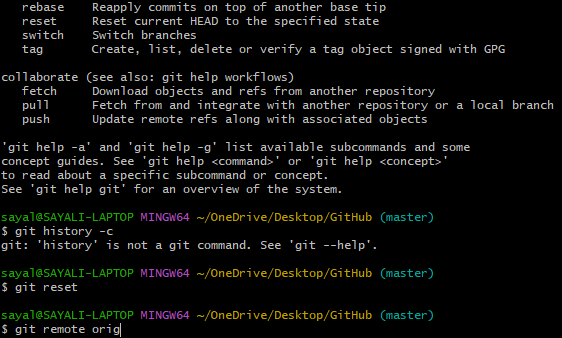 rebase    Reapply commits on top of another base tip
reset     Reset current HEAD to the specified state
switch    Switch branches
tag       Create, list, delete or verify a tag object signed with GPG
collaborate (see also: git help workflows)
fetch     Download objects and refs from another repository
pull      Fetch from and integrate with another repository or a local branch
push      Update remote refs along with associated objects
'git help -a' and 'git help -g' list available subcommands and some
concept guides. See 'git help <command>' or 'git help <concept>'
to read about a specific subcommand or concept.
See 'git help git' for an overview of the system.
sayal@SAYALI-LAPTOP MINGW64 ~/OneDrive/Desktop/GitHub (master)
$ git history -c
git: 'history' is not a git command. See 'git --help'.
sayal@SAYALI-LAPTOP MINGW64 ~/OneDrive/Desktop/GitHub (master)
$ git reset
sayal@SAYALI-LAPTOP MINGW64 ~/OneDrive/Desktop/GitHub (master)
$ git remote orig